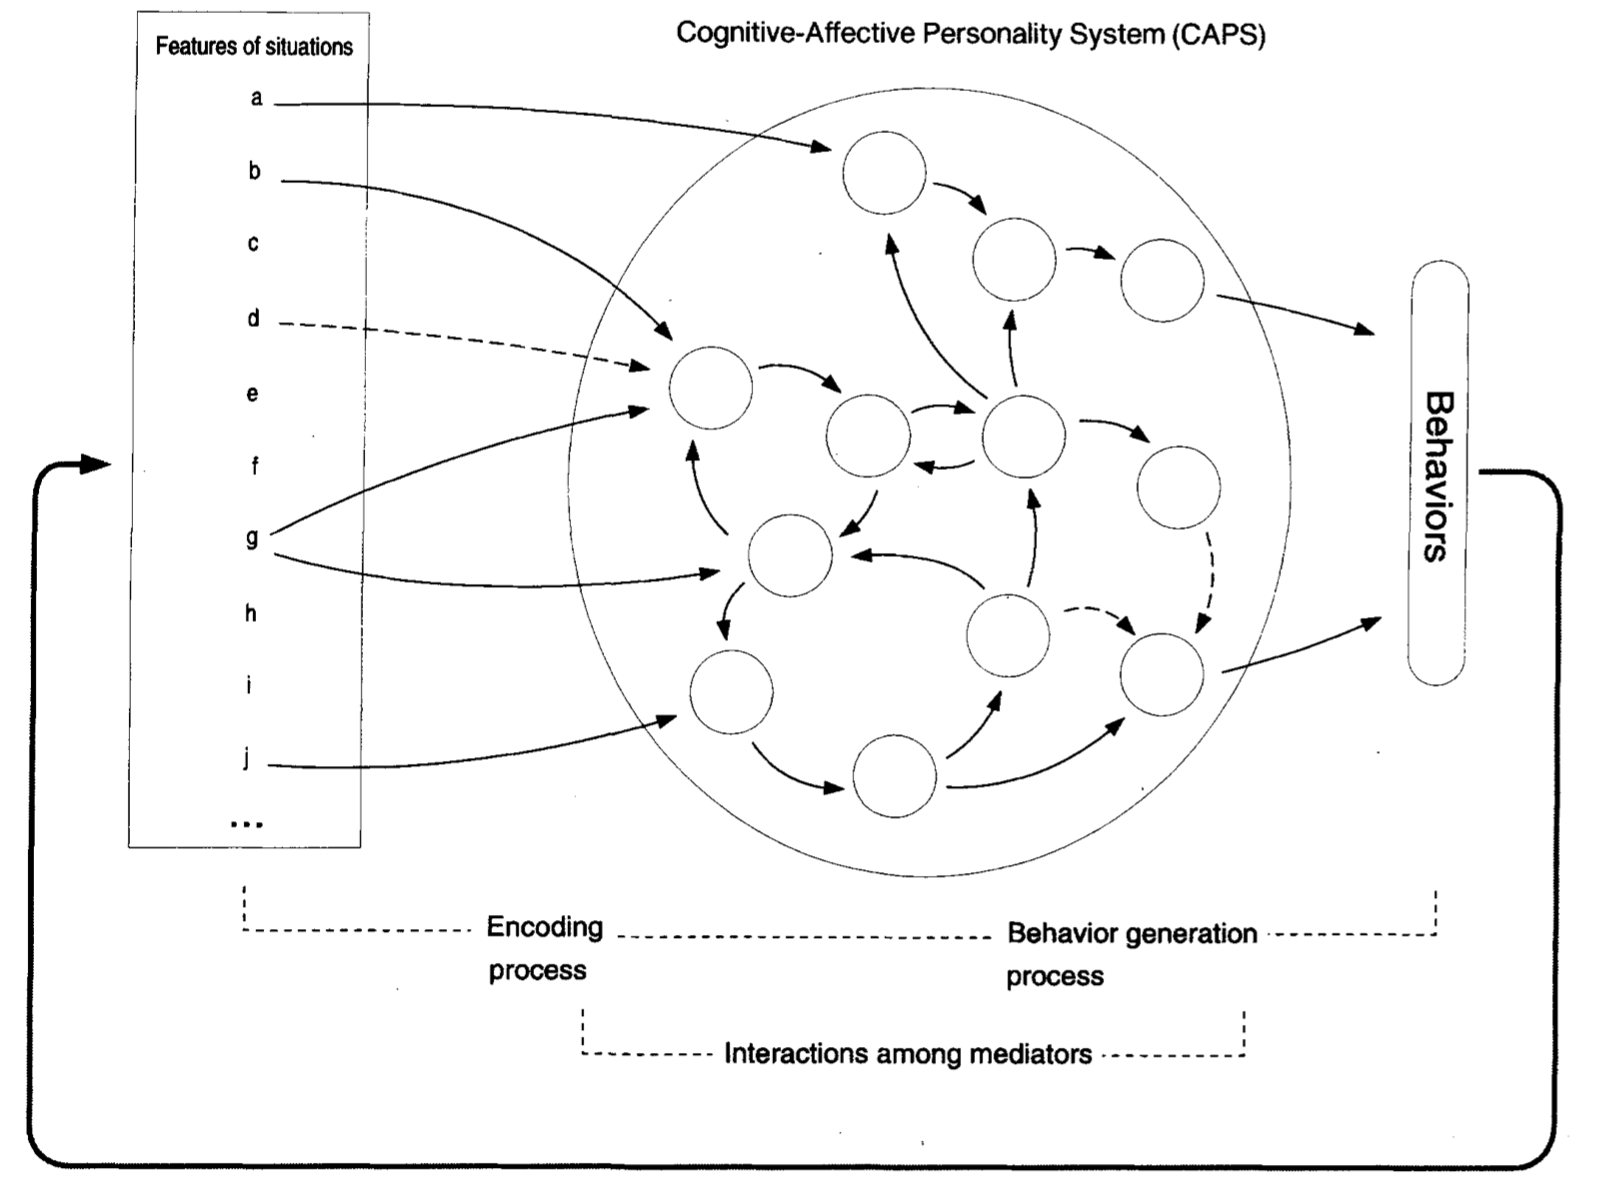 Cognitive-Affective Personality System (CAPS)
Features of situations
a
b
c
d
e
f
g
h
i
j
...
Behaviors
Encoding
process
Behavior generation
process
Interactions among mediators